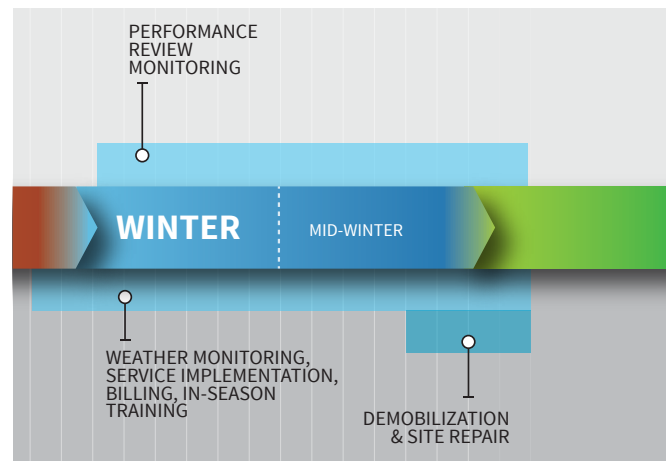 PERFORMANCE
REVIEW
MONITORING
WINTER
MID-WINTER
WEATHER MONITORING,
SERVICE IMPLEMENTATION,
BILLING, IN-SEASON
TRAINING
DEMOBILIZATION
& SITE REPAIR